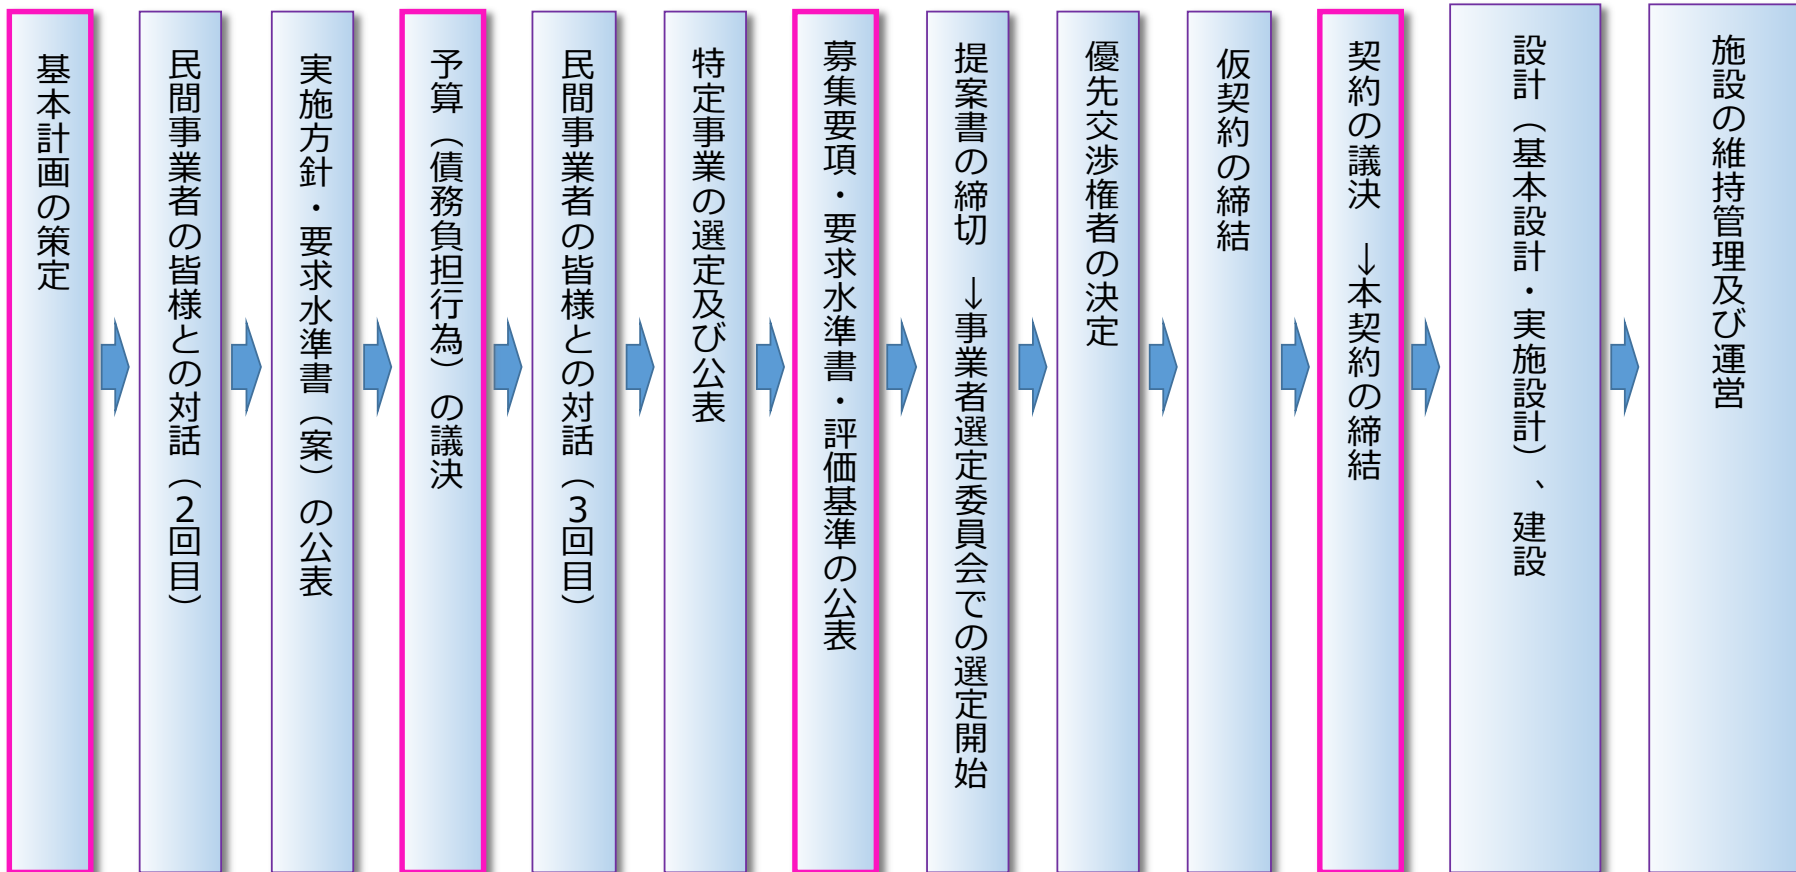 基本計画の策定
民間事業者の皆様との対話（2回目）
実施方針・要求水準書（案）の公表
予算（債務負担行為）の議決
民間事業者の皆様との対話（3回目）
特定事業の選定及び公表
募集要項・要求水準書・評価基準の公表
提案書の締切　→事業者選定委員会での選定開始
優先交渉権者の決定
仮契約の締結
契約の議決　→本契約の締結
設計（基本設計・実施設計）、建設
施設の維持管理及び運営